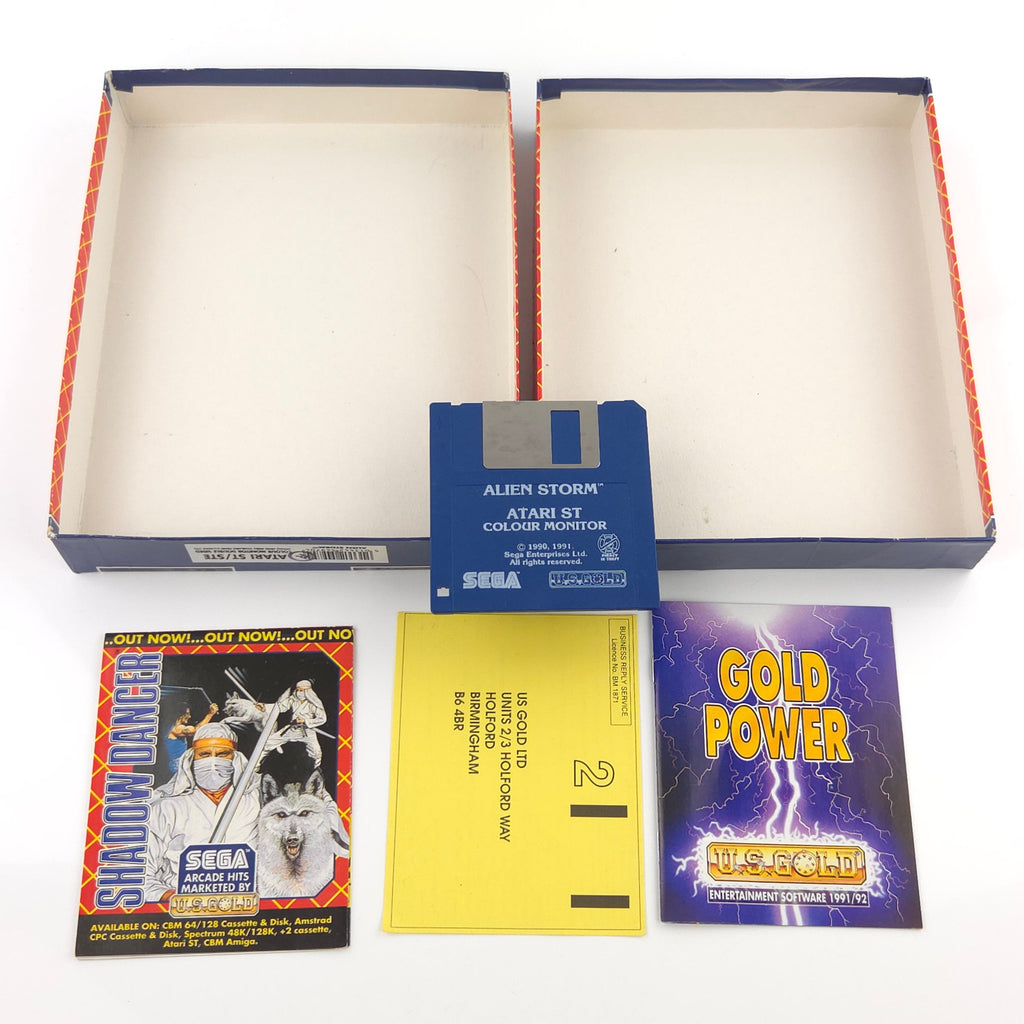 ATARI ST/STE
ALIEN STORM™
ATARI ST
COLOUR MONITOR
© 1990, 1991.
Sega Enterprises Ltd.
All rights reserved.
PIRACY
IS THEFT
SEGA
U.S.GOLD
...OUT NOW!...OUT NOW!...OUT NO
SHADOW DANCER
SEGA
ARCADE HITS
MARKETED BY
U.S.GOLD
AVAILABLE ON: CBM 64/128 Cassette & Disk, Amstrad
CPC Cassette & Disk, Spectrum 48K/128K, +2 cassette,
Atari ST, CBM Amiga.
BUSINESS REPLY SERVICE
Licence No. BM 1871
2
US GOLD LTD
UNITS 2/3 HOLFORD WAY
HOLFORD
BIRMINGHAM
B6 4BR
GOLD
POWER
U.S.GOLD
ENTERTAINMENT SOFTWARE 1991/92